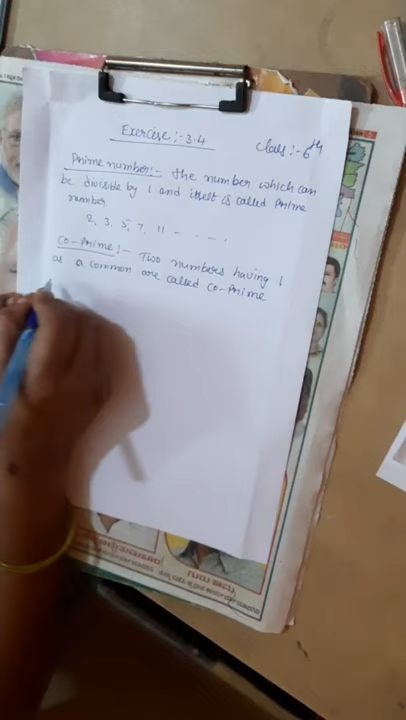 Exercise :- 3.4
Class :- 6th
Prime number :- the number which can
be divisible by 1 and itself is called Prime
number.
2, 3, 5, 7, 11 - - - - .
Co-Prime :- Two numbers having 1
as a common are called Co-Prime